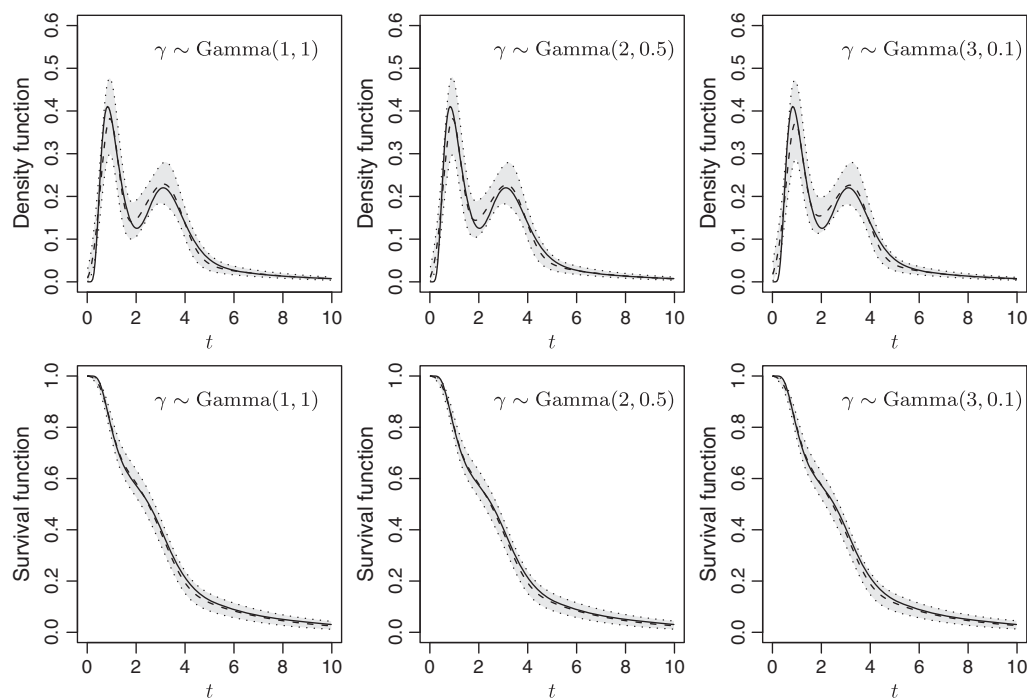 Density function
0.0 0.1 0.2 0.3 0.4 0.5 0.6
γ ∼ Gamma(1, 1)
0 2 4 6 8 10
t
Density function
0.0 0.1 0.2 0.3 0.4 0.5 0.6
γ ∼ Gamma(2, 0.5)
0 2 4 6 8 10
t
Density function
0.0 0.1 0.2 0.3 0.4 0.5 0.6
γ ∼ Gamma(3, 0.1)
0 2 4 6 8 10
t
Survival function
0.0 0.2 0.4 0.6 0.8 1.0
γ ∼ Gamma(1, 1)
0 2 4 6 8 10
t
Survival function
0.0 0.2 0.4 0.6 0.8 1.0
γ ∼ Gamma(2, 0.5)
0 2 4 6 8 10
t
Survival function
0.0 0.2 0.4 0.6 0.8 1.0
γ ∼ Gamma(3, 0.1)
0 2 4 6 8 10
t